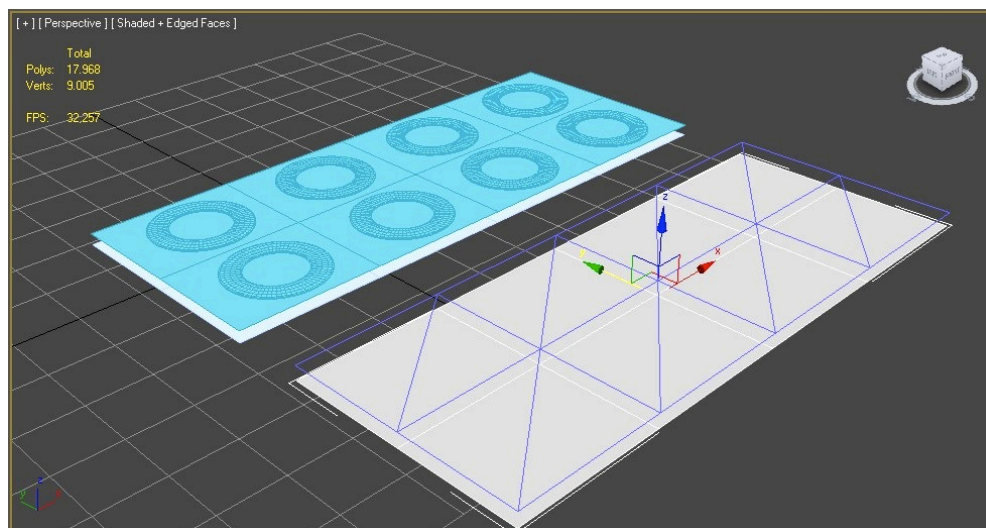 [ + ] [ Perspective ] [ Shaded + Edged Faces ]
Total
Polys: 17.968
Verts: 9.005
FPS: 32,257
z
x
z